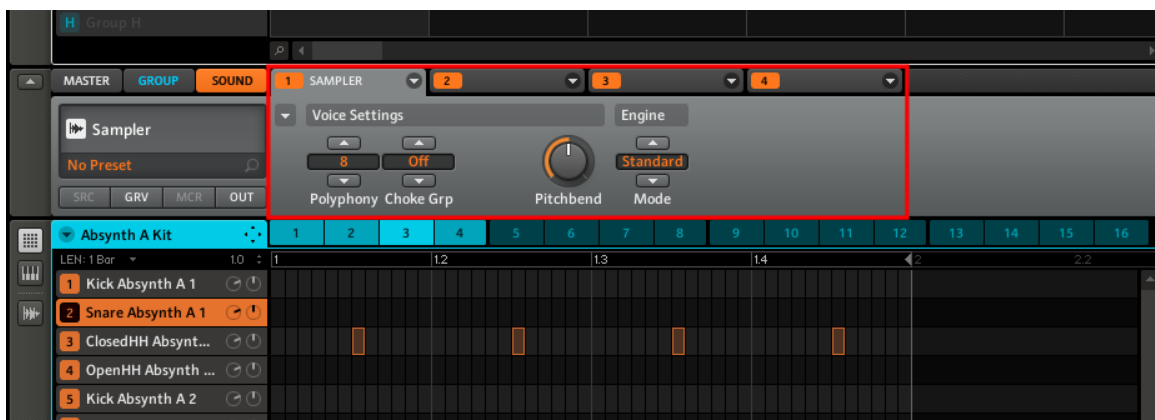 H Group H
MASTER GROUP SOUND 1 SAMPLER 2 3 4
Voice Settings Engine
Sampler
8 Off Standard
No Preset
Polyphony Choke Grp Pitchbend Mode
SRC GRV MCR OUT
Absynth A Kit 1 2 3 4 5 6 7 8 9 10 11 12 13 14 15 16
LEN: 1 Bar 1.0 1 1.2 1.3 1.4 2 2.2
1 Kick Absynth A 1
2 Snare Absynth A 1
3 ClosedHH Absynt...
4 OpenHH Absynth ...
5 Kick Absynth A 2